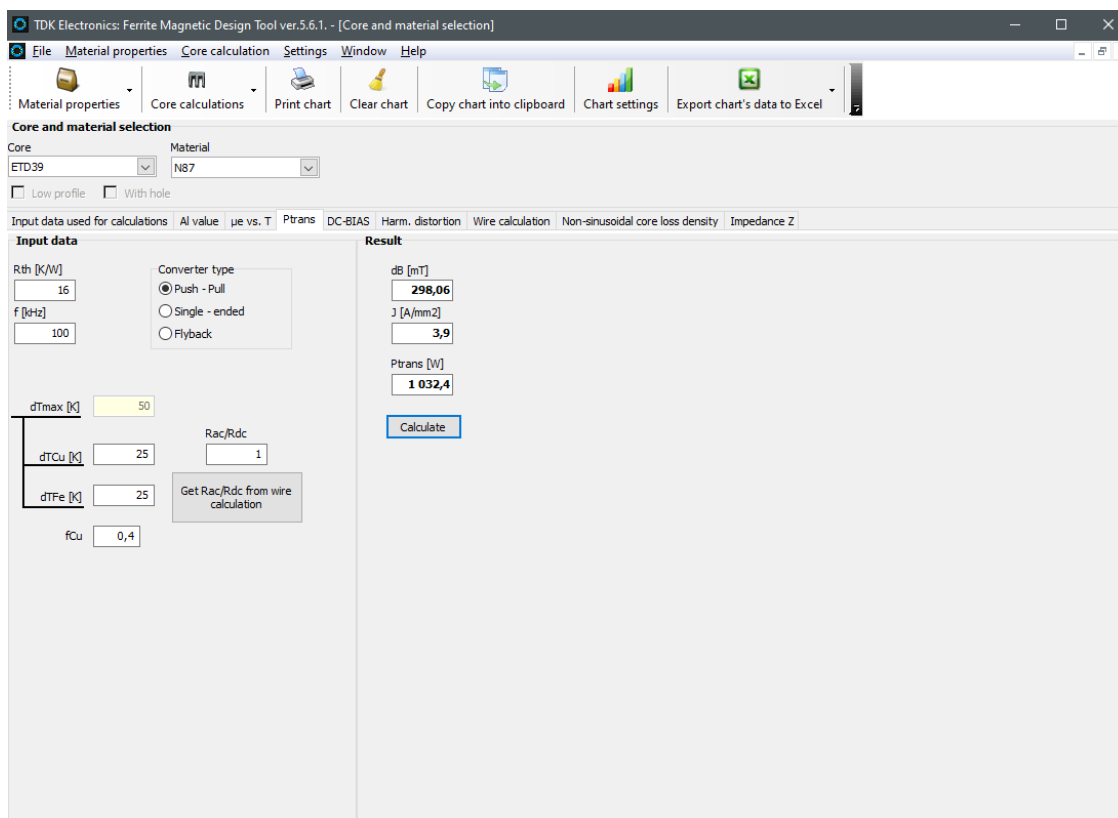 TDK Electronics: Ferrite Magnetic Design Tool ver.5.6.1. - [Core and material selection]
File Material properties Core calculation Settings Window Help
Material properties Core calculations Print chart Clear chart Copy chart into clipboard Chart settings Export chart's data to Excel
Core and material selection
Core Material
ETD39 N87
Low profile With hole
Input data used for calculations Al value µe vs. T Ptrans DC-BIAS Harm. distortion Wire calculation Non-sinusoidal core loss density Impedance Z
Input data
Rth [K/W]
16
f [kHz]
100
Converter type
Push - Pull
Single - ended
Flyback
dTmax [K] 50
dTCu [K] 25
dTFe [K] 25
fCu 0,4
Rac/Rdc
1
Get Rac/Rdc from wire
calculation
Result
dB [mT]
298,06
J [A/mm2]
3,9
Ptrans [W]
1 032,4
Calculate